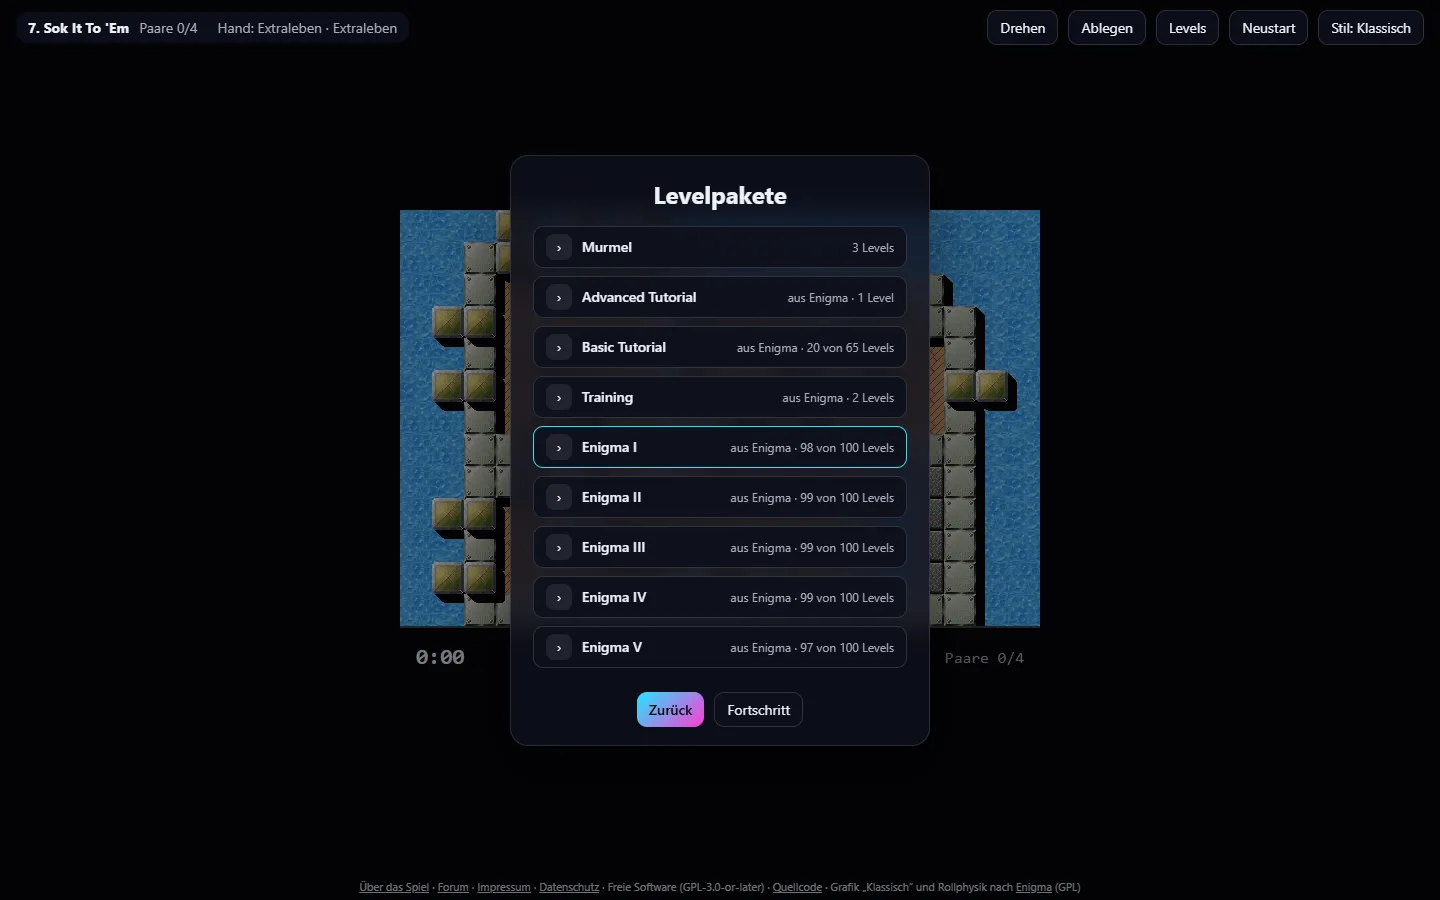 7. Sok It To 'Em Paare 0/4 Hand: Extraleben · Extraleben
Drehen Ablegen Levels Neustart Stil: Klassisch
Levelpakete
› Murmel 3 Levels
› Advanced Tutorial aus Enigma · 1 Level
› Basic Tutorial aus Enigma · 20 von 65 Levels
› Training aus Enigma · 2 Levels
› Enigma I aus Enigma · 98 von 100 Levels
› Enigma II aus Enigma · 99 von 100 Levels
› Enigma III aus Enigma · 99 von 100 Levels
› Enigma IV aus Enigma · 99 von 100 Levels
› Enigma V aus Enigma · 97 von 100 Levels
0:00 Paare 0/4
Zurück Fortschritt
Über das Spiel · Forum · Impressum · Datenschutz · Freie Software (GPL-3.0-or-later) · Quellcode · Grafik „Klassisch“ und Rollphysik nach Enigma (GPL)